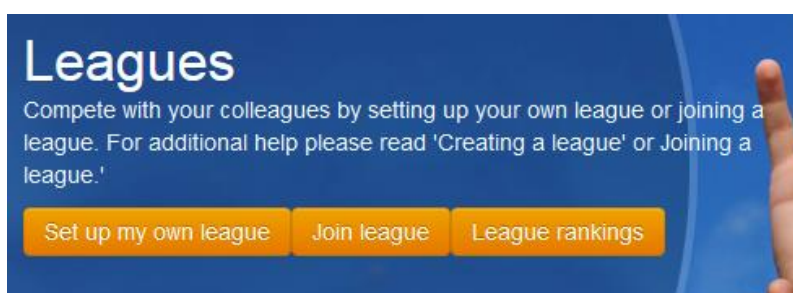 Leagues
Compete with your colleagues by setting up your own league or joining a
league. For additional help please read 'Creating a league' or Joining a
league.'
Set up my own league Join league League rankings